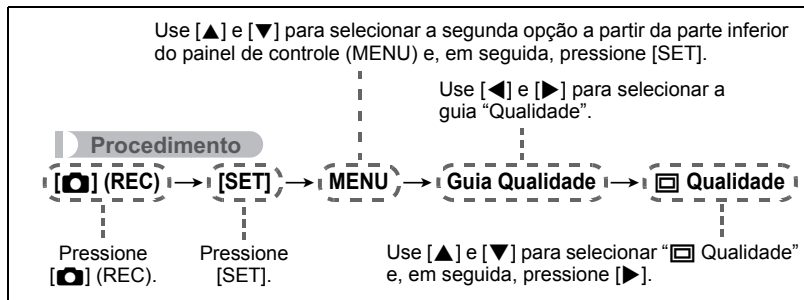 Use [▲] e [▼] para selecionar a segunda opção a partir da parte inferior
do painel de controle (MENU) e, em seguida, pressione [SET].
Use [◀] e [▶] para selecionar a
guia “Qualidade”.
Procedimento
[📷] (REC) → [SET] → MENU → Guia Qualidade → 回 Qualidade
Pressione
[📷] (REC).
Pressione
[SET].
Use [▲] e [▼] para selecionar “回 Qualidade”
e, em seguida, pressione [▶].